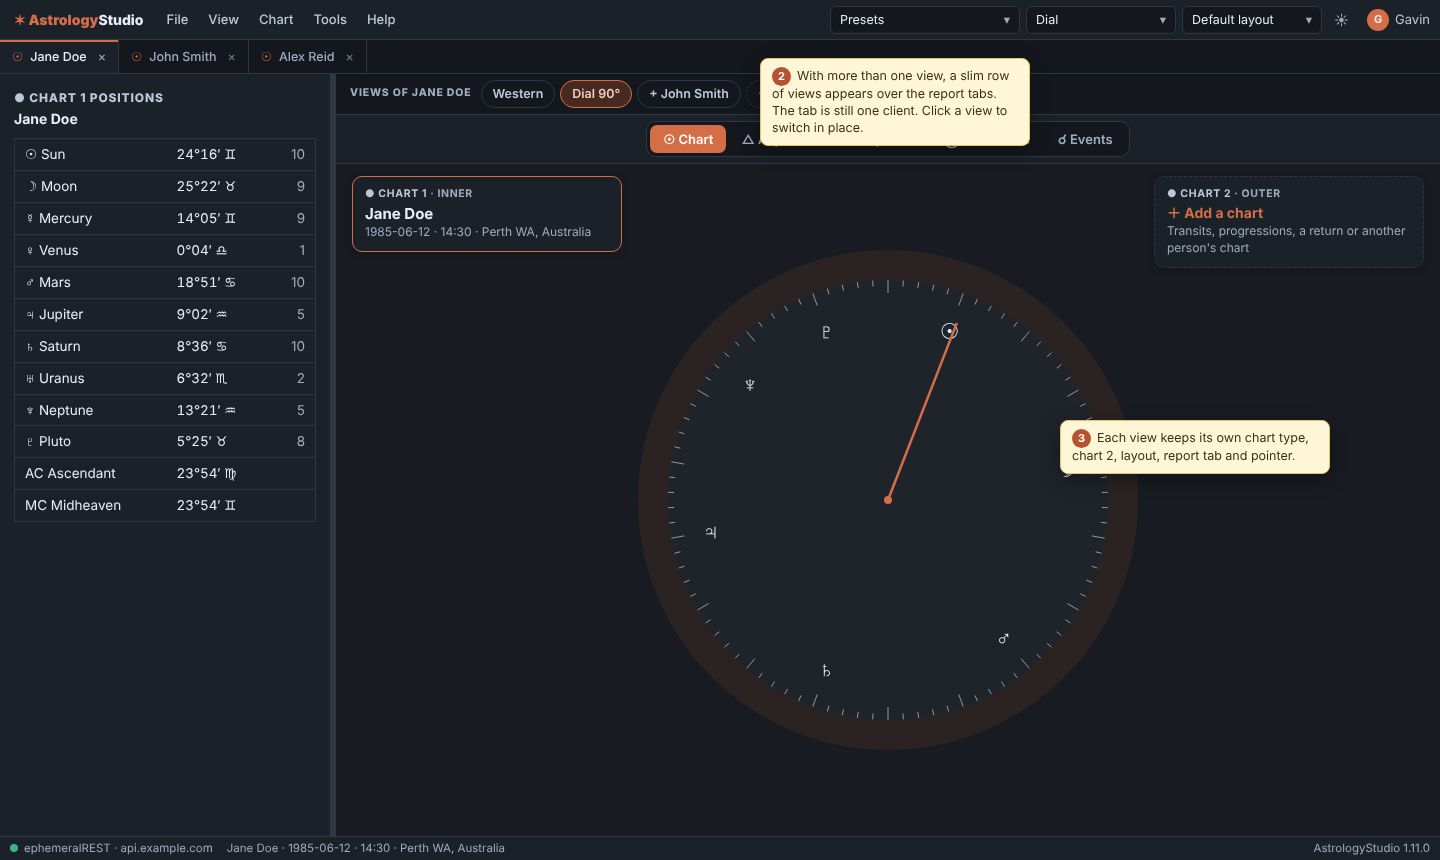 ✶ AstrologyStudio File View Chart Tools Help Presets ▾ Dial ▾ Default layout ▾ ☀ G Gavin
☉ Jane Doe × ☉ John Smith × ☉ Alex Reid ×
● CHART 1 POSITIONS
Jane Doe
☉ Sun 24°16′ ♊ 10
☽ Moon 25°22′ ♉ 9
☿ Mercury 14°05′ ♊ 9
♀ Venus 0°04′ ♎ 1
♂ Mars 18°51′ ♋ 10
♃ Jupiter 9°02′ ♒ 5
♄ Saturn 8°36′ ♋ 10
♅ Uranus 6°32′ ♏ 2
♆ Neptune 13°21′ ♒ 5
♇ Pluto 5°25′ ♉ 8
AC Ascendant 23°54′ ♍
MC Midheaven 23°54′ ♊
VIEWS OF JANE DOE Western Dial 90° + John Smith
2 With more than one view, a slim row
of views appears over the report tabs.
The tab is still one client. Click a view to
switch in place.
☉ Chart △ ☌ Events
● CHART 1 · INNER
Jane Doe
1985-06-12 · 14:30 · Perth WA, Australia
● CHART 2 · OUTER
+ Add a chart
Transits, progressions, a return or another
person's chart
♇ ☉
♆
3 Each view keeps its own chart type,
chart 2, layout, report tab and pointer.
♃
♂
♄
ephemeralREST · api.example.com Jane Doe · 1985-06-12 · 14:30 · Perth WA, Australia AstrologyStudio 1.11.0